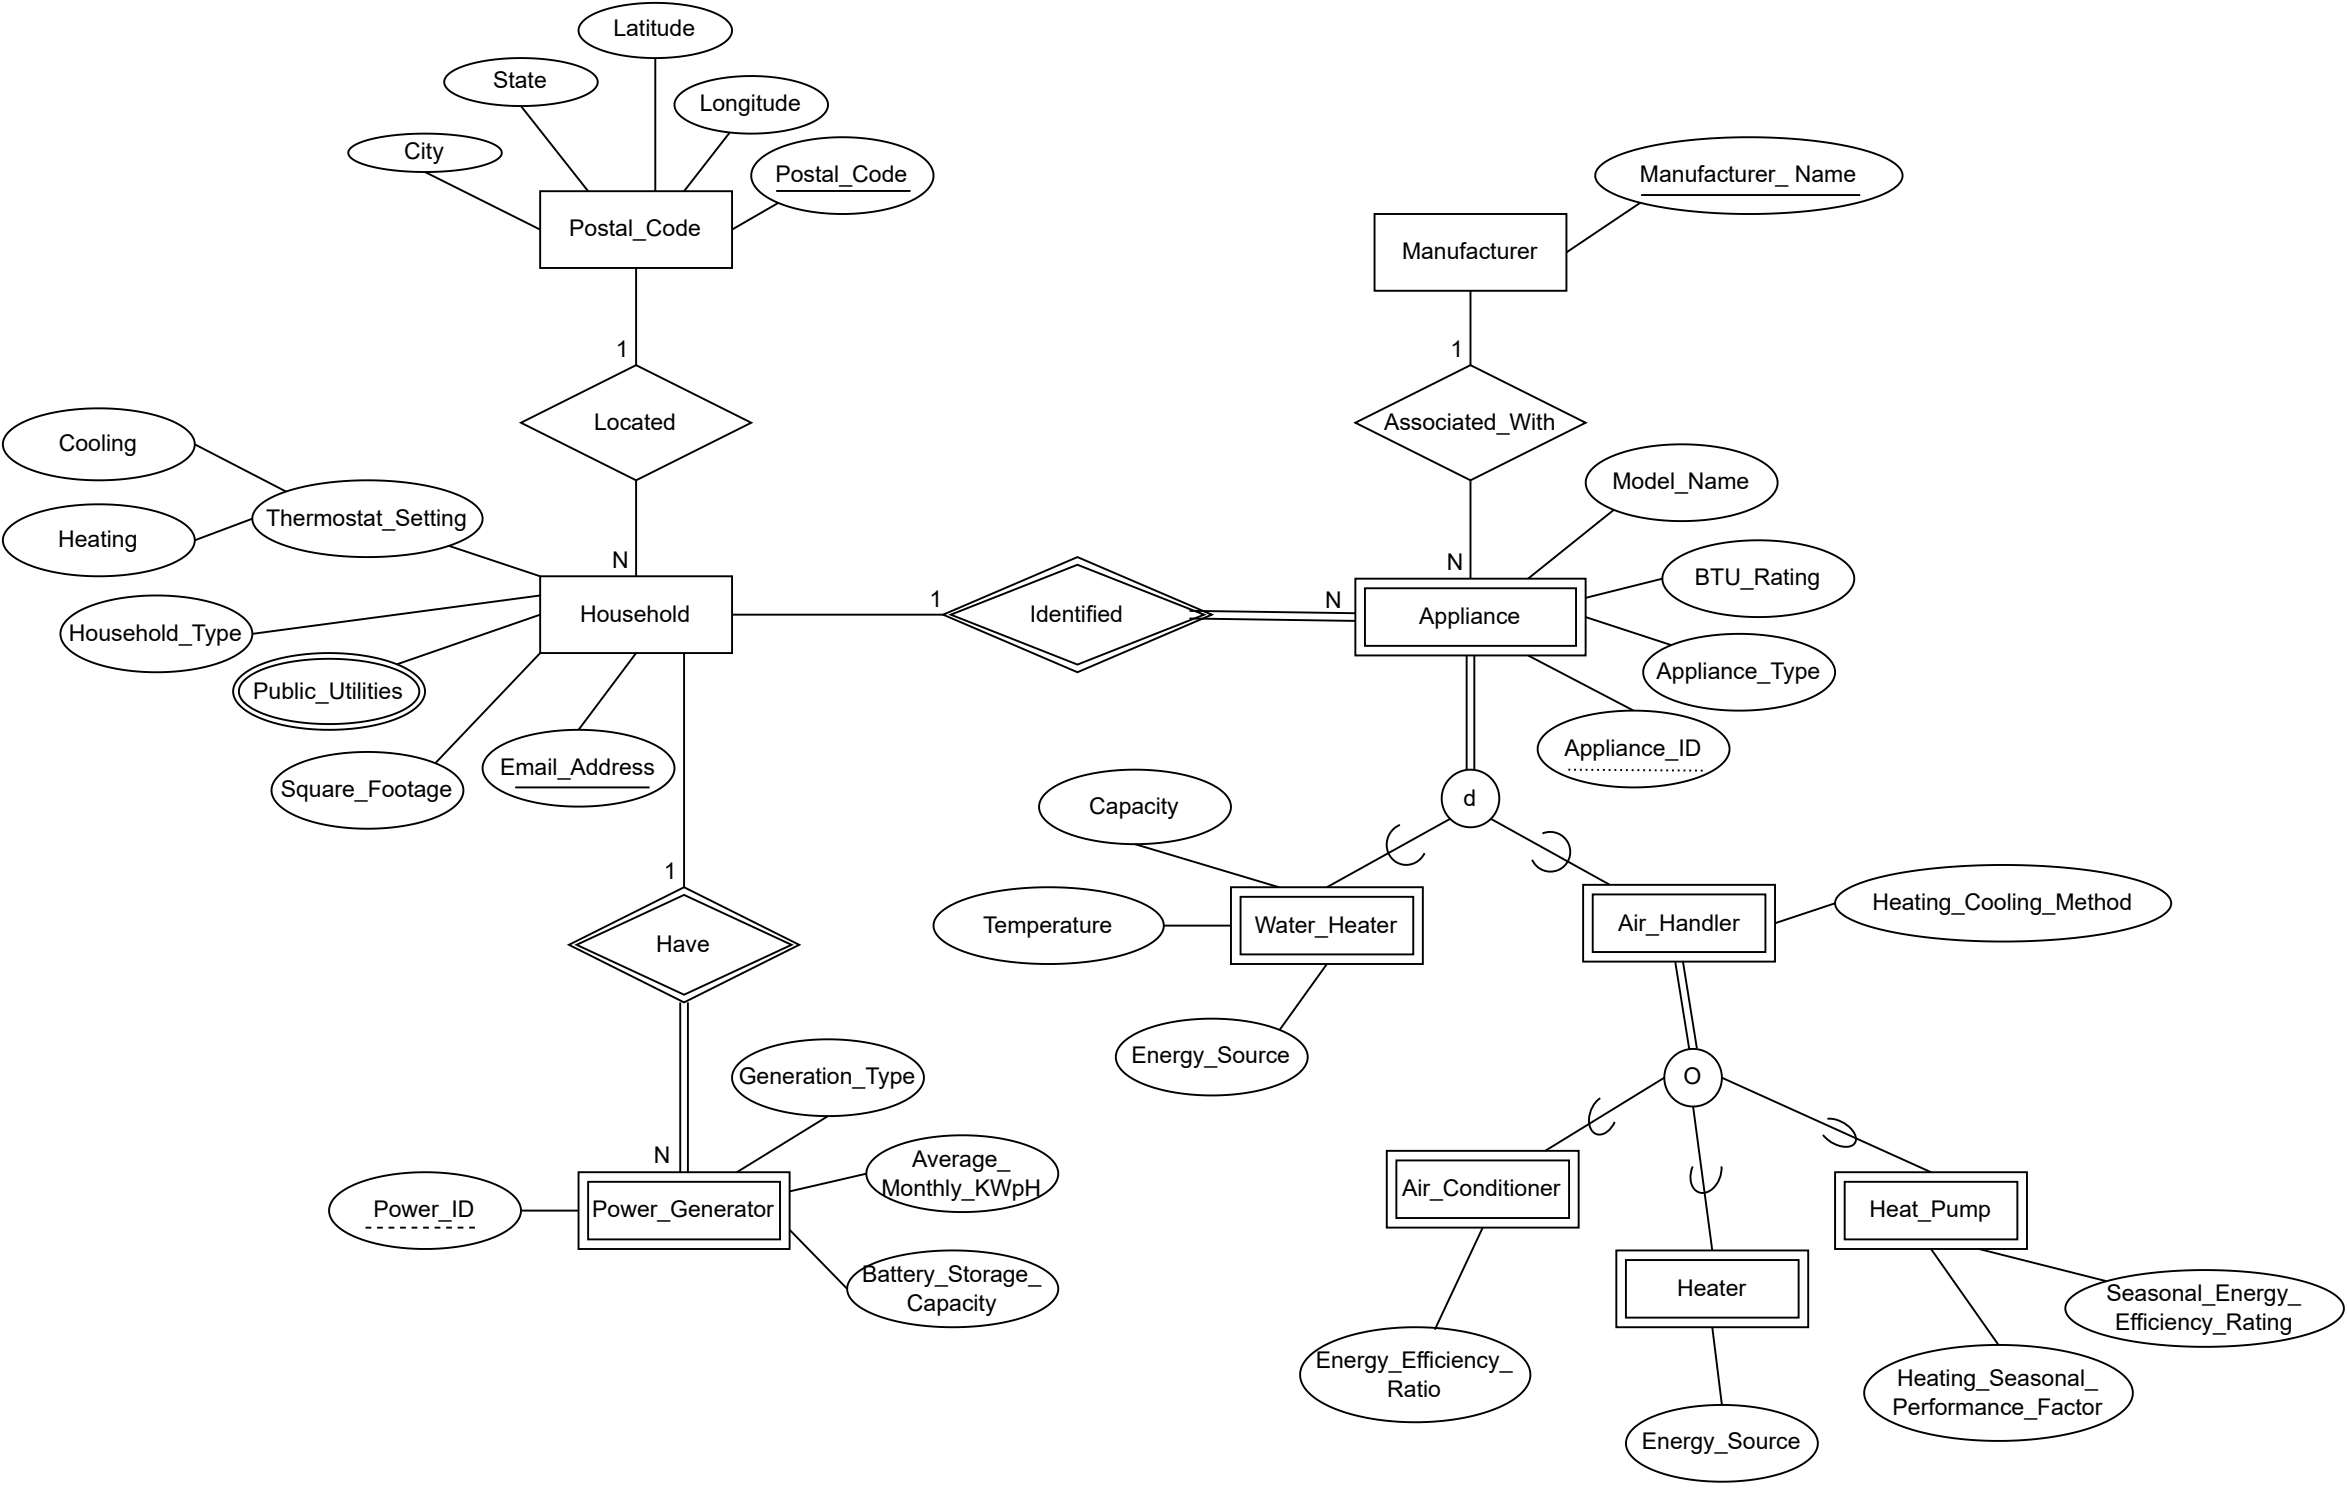 Latitude
State
Longitude
City
Postal_Code
Manufacturer_ Name
Postal_Code
Manufacturer
1
1
Located
Associated_With
Cooling
Model_Name
Thermostat_Setting
Heating
N
N
BTU_Rating
1
N
Household
Identified
Appliance
Household_Type
Appliance_Type
Public_Utilities
Appliance_ID
Email_Address
Square_Footage
d
Capacity
1
Heating_Cooling_Method
Temperature
Water_Heater
Air_Handler
Have
Energy_Source
Generation_Type
O
N
Average_
Monthly_KWpH
Power_ID
Power_Generator
Air_Conditioner
Heat_Pump
Battery_Storage_
Capacity
Heater
Seasonal_Energy_
Efficiency_Rating
Energy_Efficiency_
Ratio
Heating_Seasonal_
Performance_Factor
Energy_Source